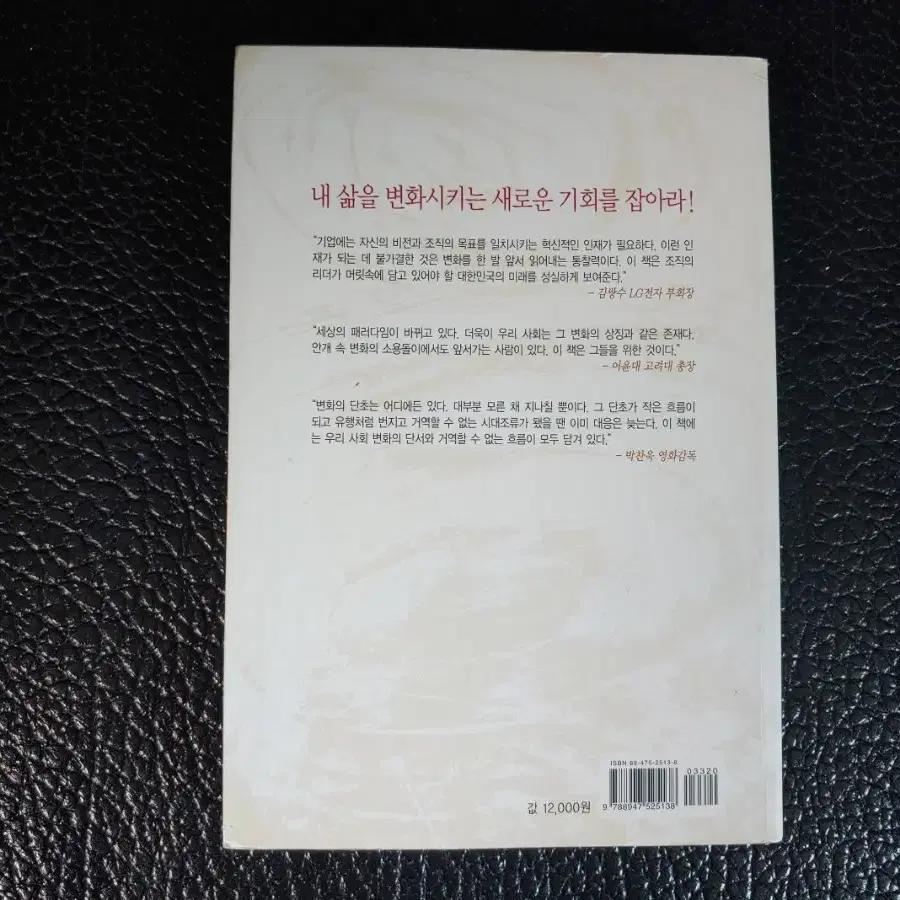 내 삶을 변화시키는 새로운 기회를 잡아라!
"기업에는 자신의 비전과 조직의 목표를 일치시키는 혁신적인 인재가 필요하다. 이런 인
재가 되는 데 불가결한 것은 변화를 한 발 앞서 읽어내는 통찰력이다. 이 책은 조직의
리더가 머릿속에 담고 있어야 할 대한민국의 미래를 성실하게 보여준다."
- 김쌍수 LG전자 부회장
"세상의 패러다임이 바뀌고 있다. 더욱이 우리 사회는 그 변화의 상징과 같은 존재다.
안개 속 변화의 소용돌이에서도 앞서가는 사람이 있다. 이 책은 그들을 위한 것이다."
- 어윤대 고려대 총장
"변화의 단초는 어디에든 있다. 대부분 모른 채 지나칠 뿐이다. 그 단초가 적은 흐름이
되고 유행처럼 번지고 거역할 수 없는 시대조류가 됐을 땐 이미 대응은 늦는다. 이 책에
는 우리 사회 변화의 단서와 거역할 수 없는 흐름이 모두 담겨 있다."
- 박찬욱 영화감독
ISBN 89-475-2513-8
03320
값 12,000원
9 788947 525138